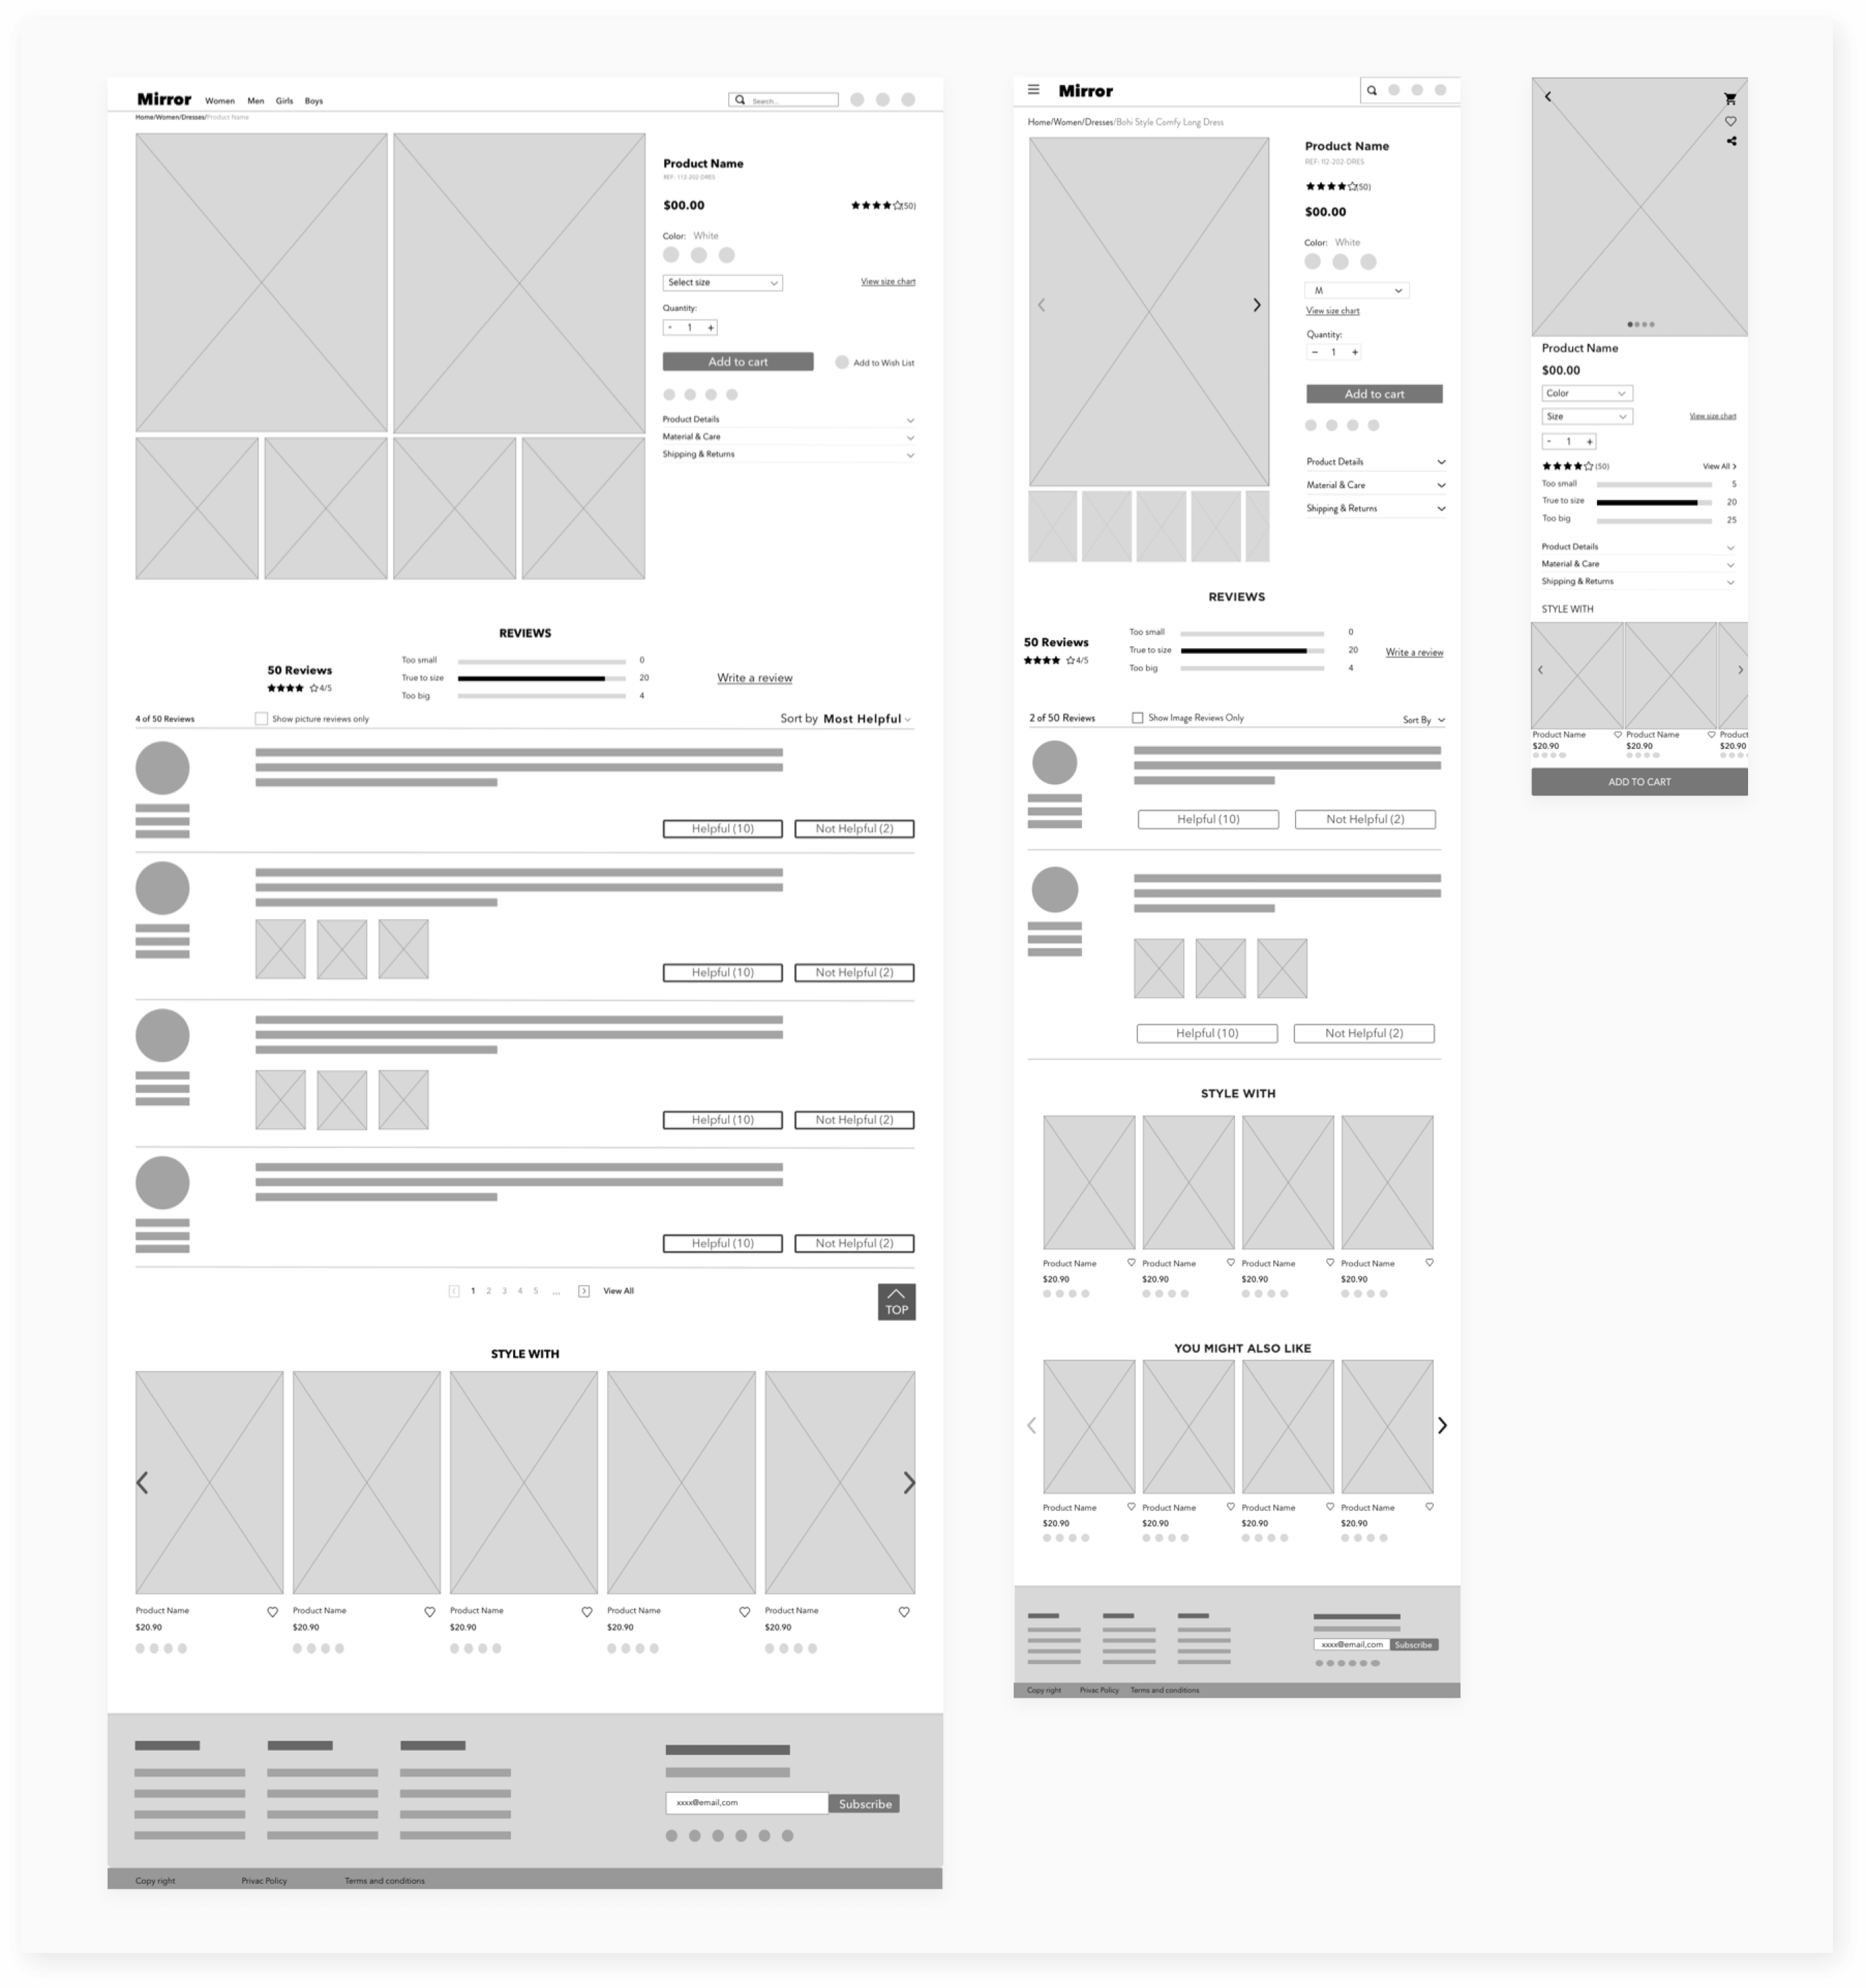 Mirror Women Men Girls Boys Search...
Home/Women/Dresses/Product Name
Product Name
REF: 112-202-DRES
$00.00 (50)
Color: White
Select size View size chart
Quantity:
- 1 +
Add to cart Add to Wish List
Product Details
Material & Care
Shipping & Returns
REVIEWS
50 Reviews
4/5
Too small 0
True to size 20
Too big 4
Write a review
4 of 50 Reviews Show picture reviews only Sort by Most Helpful
Helpful (10) Not Helpful (2)
Helpful (10) Not Helpful (2)
Helpful (10) Not Helpful (2)
Helpful (10) Not Helpful (2)
1 2 3 4 5 ... View All
TOP
STYLE WITH
Product Name Product Name Product Name Product Name Product Name
$20.90 $20.90 $20.90 $20.90 $20.90
xxxx@email,com Subscribe
Copy right Privac Policy Terms and conditions
Mirror
Home/Women/Dresses/Bohi Style Comfy Long Dress
Product Name
REF: 112-202-DRES
(50)
$00.00
Color: White
M
View size chart
Quantity:
- 1 +
Add to cart
Product Details
Material & Care
Shipping & Returns
REVIEWS
50 Reviews
4/5
Too small 0
True to size 20
Too big 4
Write a review
2 of 50 Reviews Show Image Reviews Only Sort By
Helpful (10) Not Helpful (2)
Helpful (10) Not Helpful (2)
STYLE WITH
Product Name Product Name Product Name Product Name
$20.90 $20.90 $20.90 $20.90
YOU MIGHT ALSO LIKE
Product Name Product Name Product Name Product Name
$20.90 $20.90 $20.90 $20.90
xxxx@email,com Subscribe
Copy right Privac Policy Terms and conditions
Product Name
$00.00
Color
Size View size chart
- 1 +
(50) View All
Too small 5
True to size 20
Too big 25
Product Details
Material & Care
Shipping & Returns
STYLE WITH
Product Name Product Name Product
$20.90 $20.90 $20.90
ADD TO CART